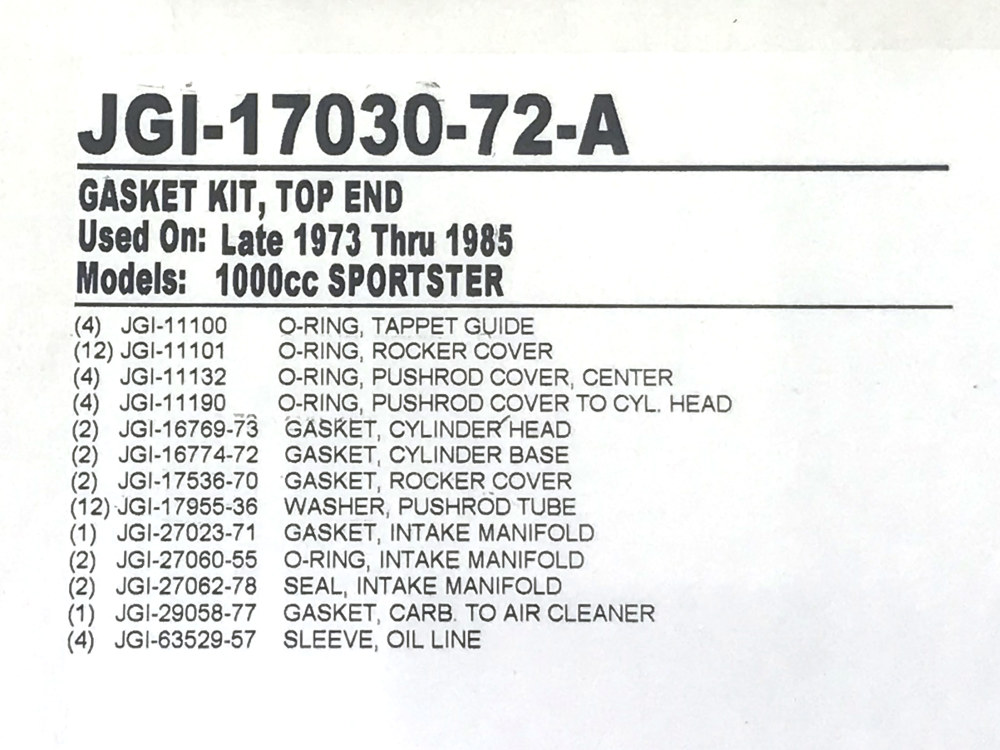 JGI-17030-72-A
GASKET KIT, TOP END
Used On: Late 1973 Thru 1985
Models: 1000cc SPORTSTER
(4) JGI-11100 O-RING, TAPPET GUIDE
(12) JGI-11101 O-RING, ROCKER COVER
(4) JGI-11132 O-RING, PUSHROD COVER, CENTER
(4) JGI-11190 O-RING, PUSHROD COVER TO CYL. HEAD
(2) JGI-16769-73 GASKET, CYLINDER HEAD
(2) JGI-16774-72 GASKET, CYLINDER BASE
(2) JGI-17536-70 GASKET, ROCKER COVER
(12) JGI-17955-36 WASHER, PUSHROD TUBE
(1) JGI-27023-71 GASKET, INTAKE MANIFOLD
(2) JGI-27060-55 O-RING, INTAKE MANIFOLD
(2) JGI-27062-78 SEAL, INTAKE MANIFOLD
(1) JGI-29058-77 GASKET, CARB. TO AIR CLEANER
(4) JGI-63529-57 SLEEVE, OIL LINE